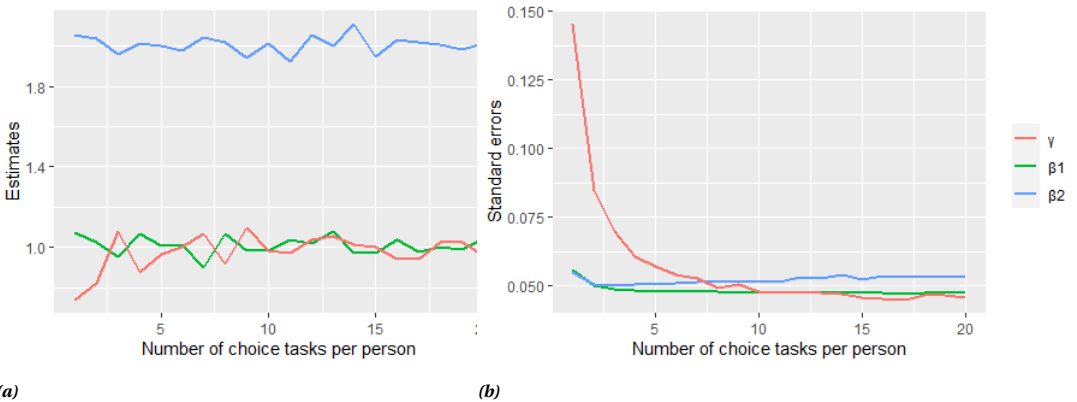 Estimates
1.8
1.4
1.0
5
10
15
Number of choice tasks per person
(a)
Standard errors
0.150
0.125
0.100
0.075
0.050
5
10
15
20
Number of choice tasks per person
(b)
γ
β1
β2